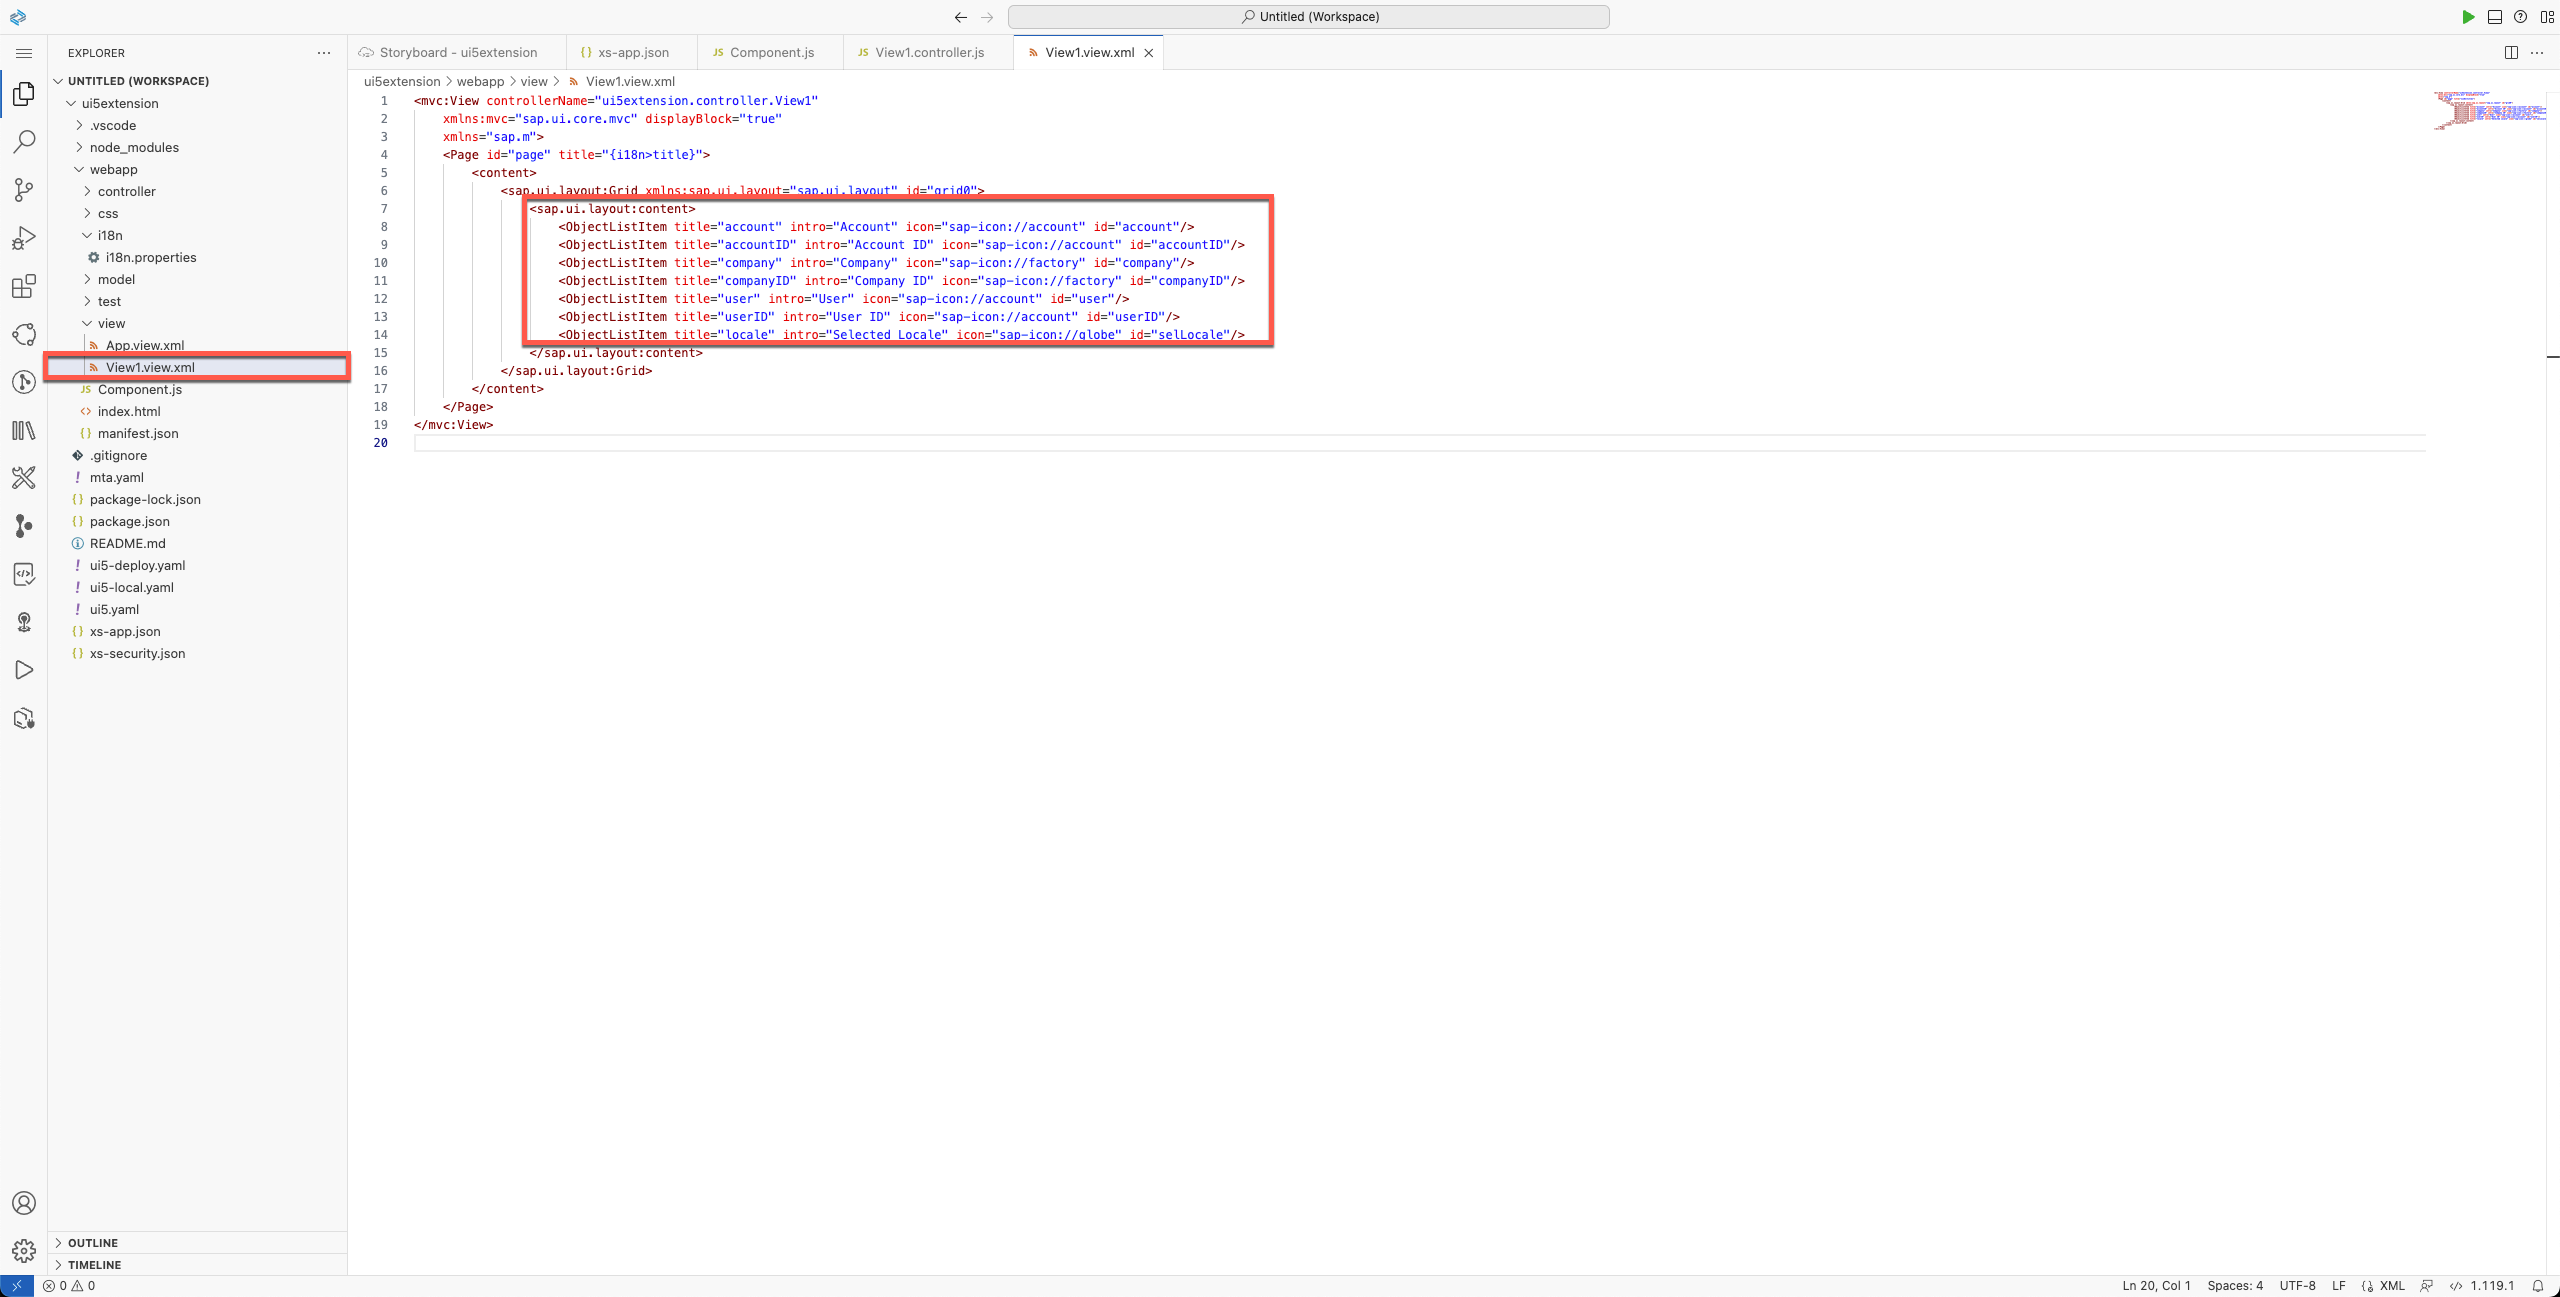 Untitled (Workspace)
EXPLORER
UNTITLED (WORKSPACE)
ui5extension
.vscode
node_modules
webapp
controller
css
i18n
i18n.properties
model
test
view
App.view.xml
View1.view.xml
JS Component.js
<> index.html
{} manifest.json
.gitignore
! mta.yaml
{} package-lock.json
{} package.json
README.md
! ui5-deploy.yaml
! ui5-local.yaml
! ui5.yaml
{} xs-app.json
{} xs-security.json
OUTLINE
TIMELINE
Storyboard - ui5extension
{} xs-app.json
JS Component.js
JS View1.controller.js
View1.view.xml
ui5extension > webapp > view > View1.view.xml
1 <mvc:View controllerName="ui5extension.controller.View1"
2 xmlns:mvc="sap.ui.core.mvc" displayBlock="true"
3 xmlns="sap.m">
4 <Page id="page" title="{i18n>title}">
5 <content>
6 <sap.ui.layout:Grid xmlns:sap.ui.layout="sap.ui.layout" id="grid0">
7 <sap.ui.layout:content>
8 <ObjectListItem title="account" intro="Account" icon="sap-icon://account" id="account"/>
9 <ObjectListItem title="accountID" intro="Account ID" icon="sap-icon://account" id="accountID"/>
10 <ObjectListItem title="company" intro="Company" icon="sap-icon://factory" id="company"/>
11 <ObjectListItem title="companyID" intro="Company ID" icon="sap-icon://factory" id="companyID"/>
12 <ObjectListItem title="user" intro="User" icon="sap-icon://account" id="user"/>
13 <ObjectListItem title="userID" intro="User ID" icon="sap-icon://account" id="userID"/>
14 <ObjectListItem title="locale" intro="Selected Locale" icon="sap-icon://globe" id="selLocale"/>
15 </sap.ui.layout:content>
16 </sap.ui.layout:Grid>
17 </content>
18 </Page>
19 </mvc:View>
20
0 0
Ln 20, Col 1 Spaces: 4 UTF-8 LF XML 1.119.1